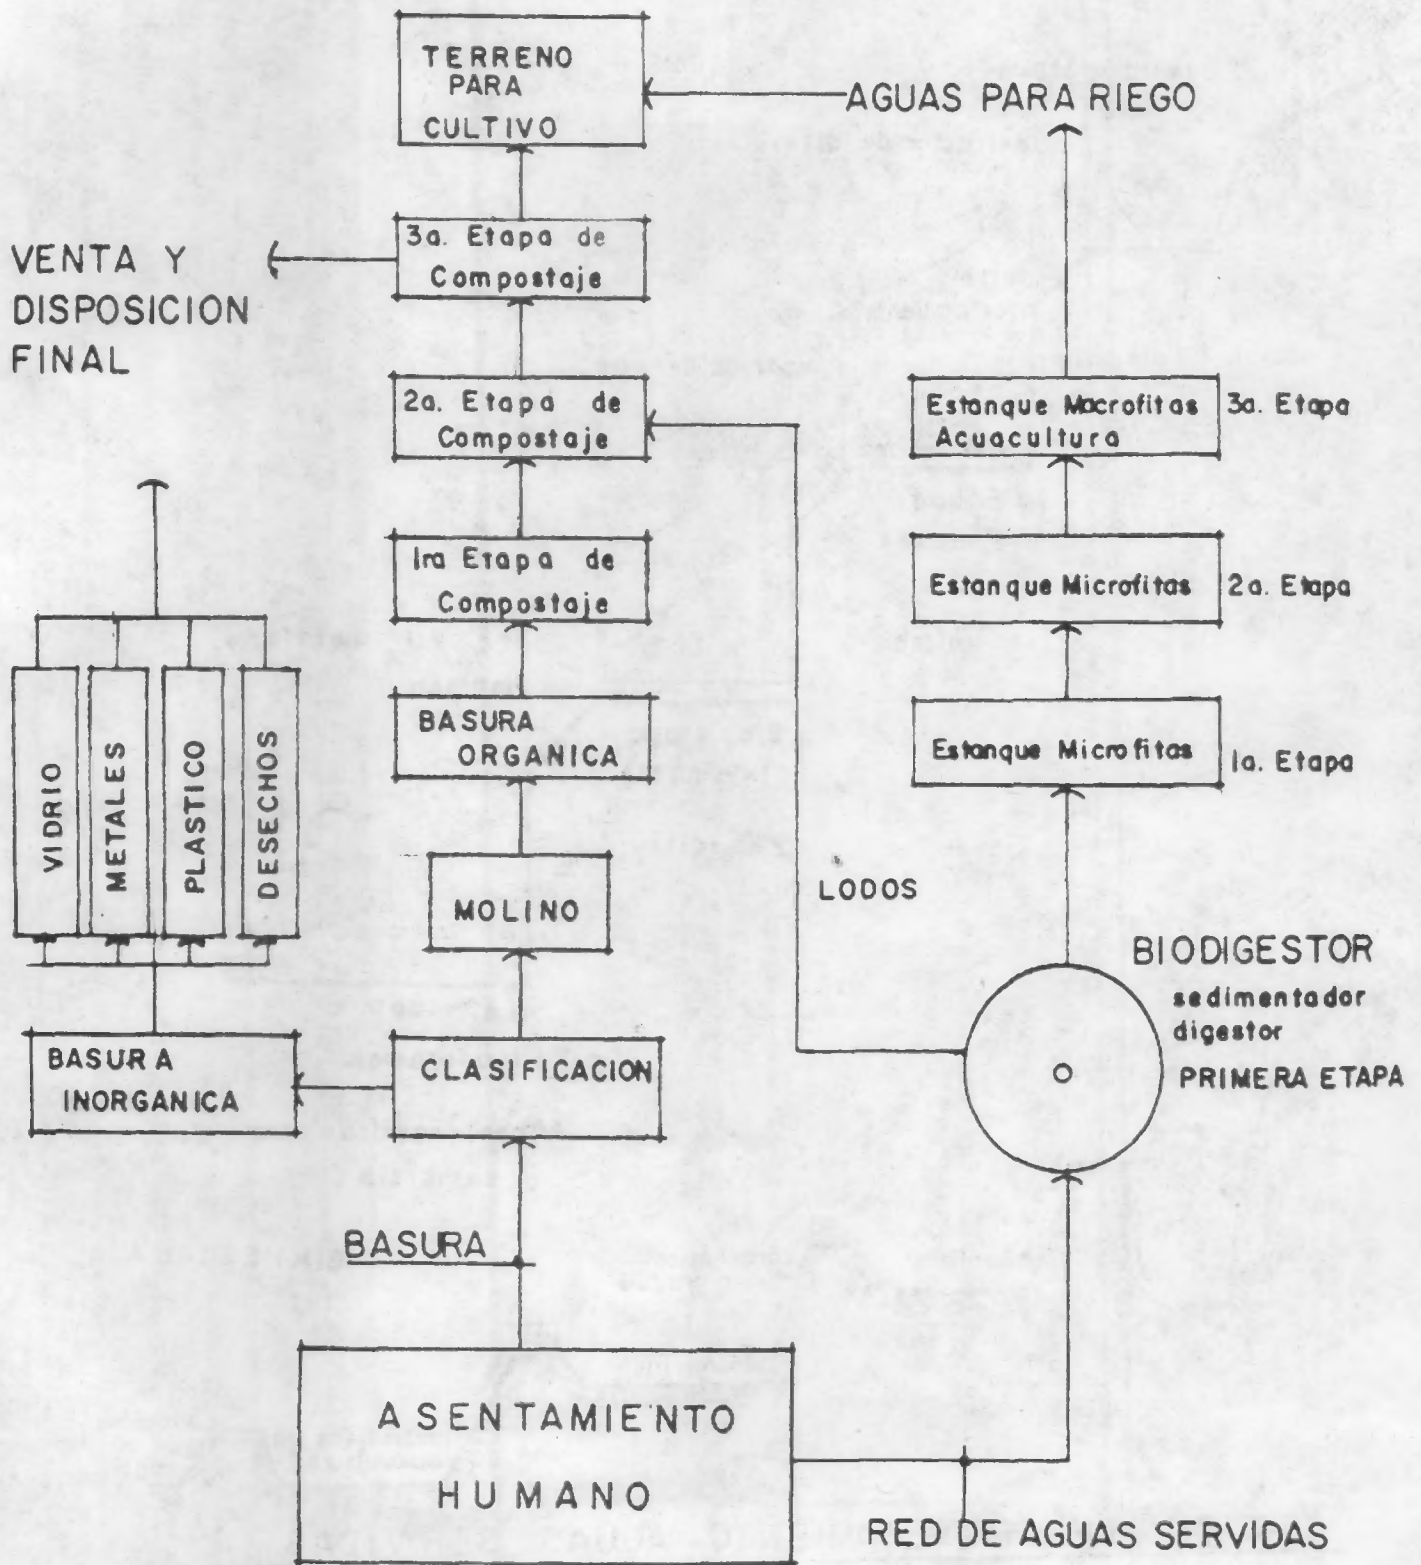 TERRENO
PARA
CULTIVO
AGUAS PARA RIEGO
3a. Etapa de
Compostaje
VENTA Y
DISPOSICION
FINAL
2a. Etapa de
Compostaje
Estanque Macrofitas
Acuacultura
3a. Etapa
1ra Etapa de
Compostaje
Estanque Microfitas
2a. Etapa
BASURA
ORGANICA
Estanque Microfitas
1a. Etapa
VIDRIO
METALES
PLASTICO
DESECHOS
MOLINO
LODOS
BIODIGESTOR
sedimentador
digestor
PRIMERA ETAPA
BASURA
INORGANICA
CLASIFICACION
BASURA
ASENTAMIENTO
HUMANO
RED DE AGUAS SERVIDAS